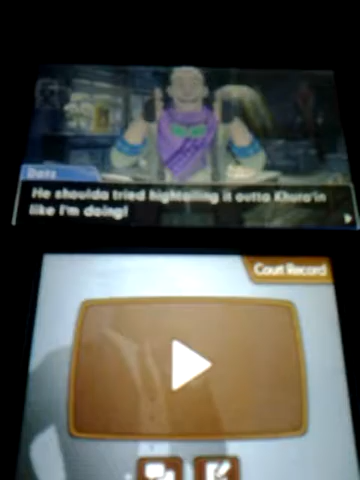 Datz
He shoulda tried hightailing it outta Khura'in
like I'm doing!
Court Record